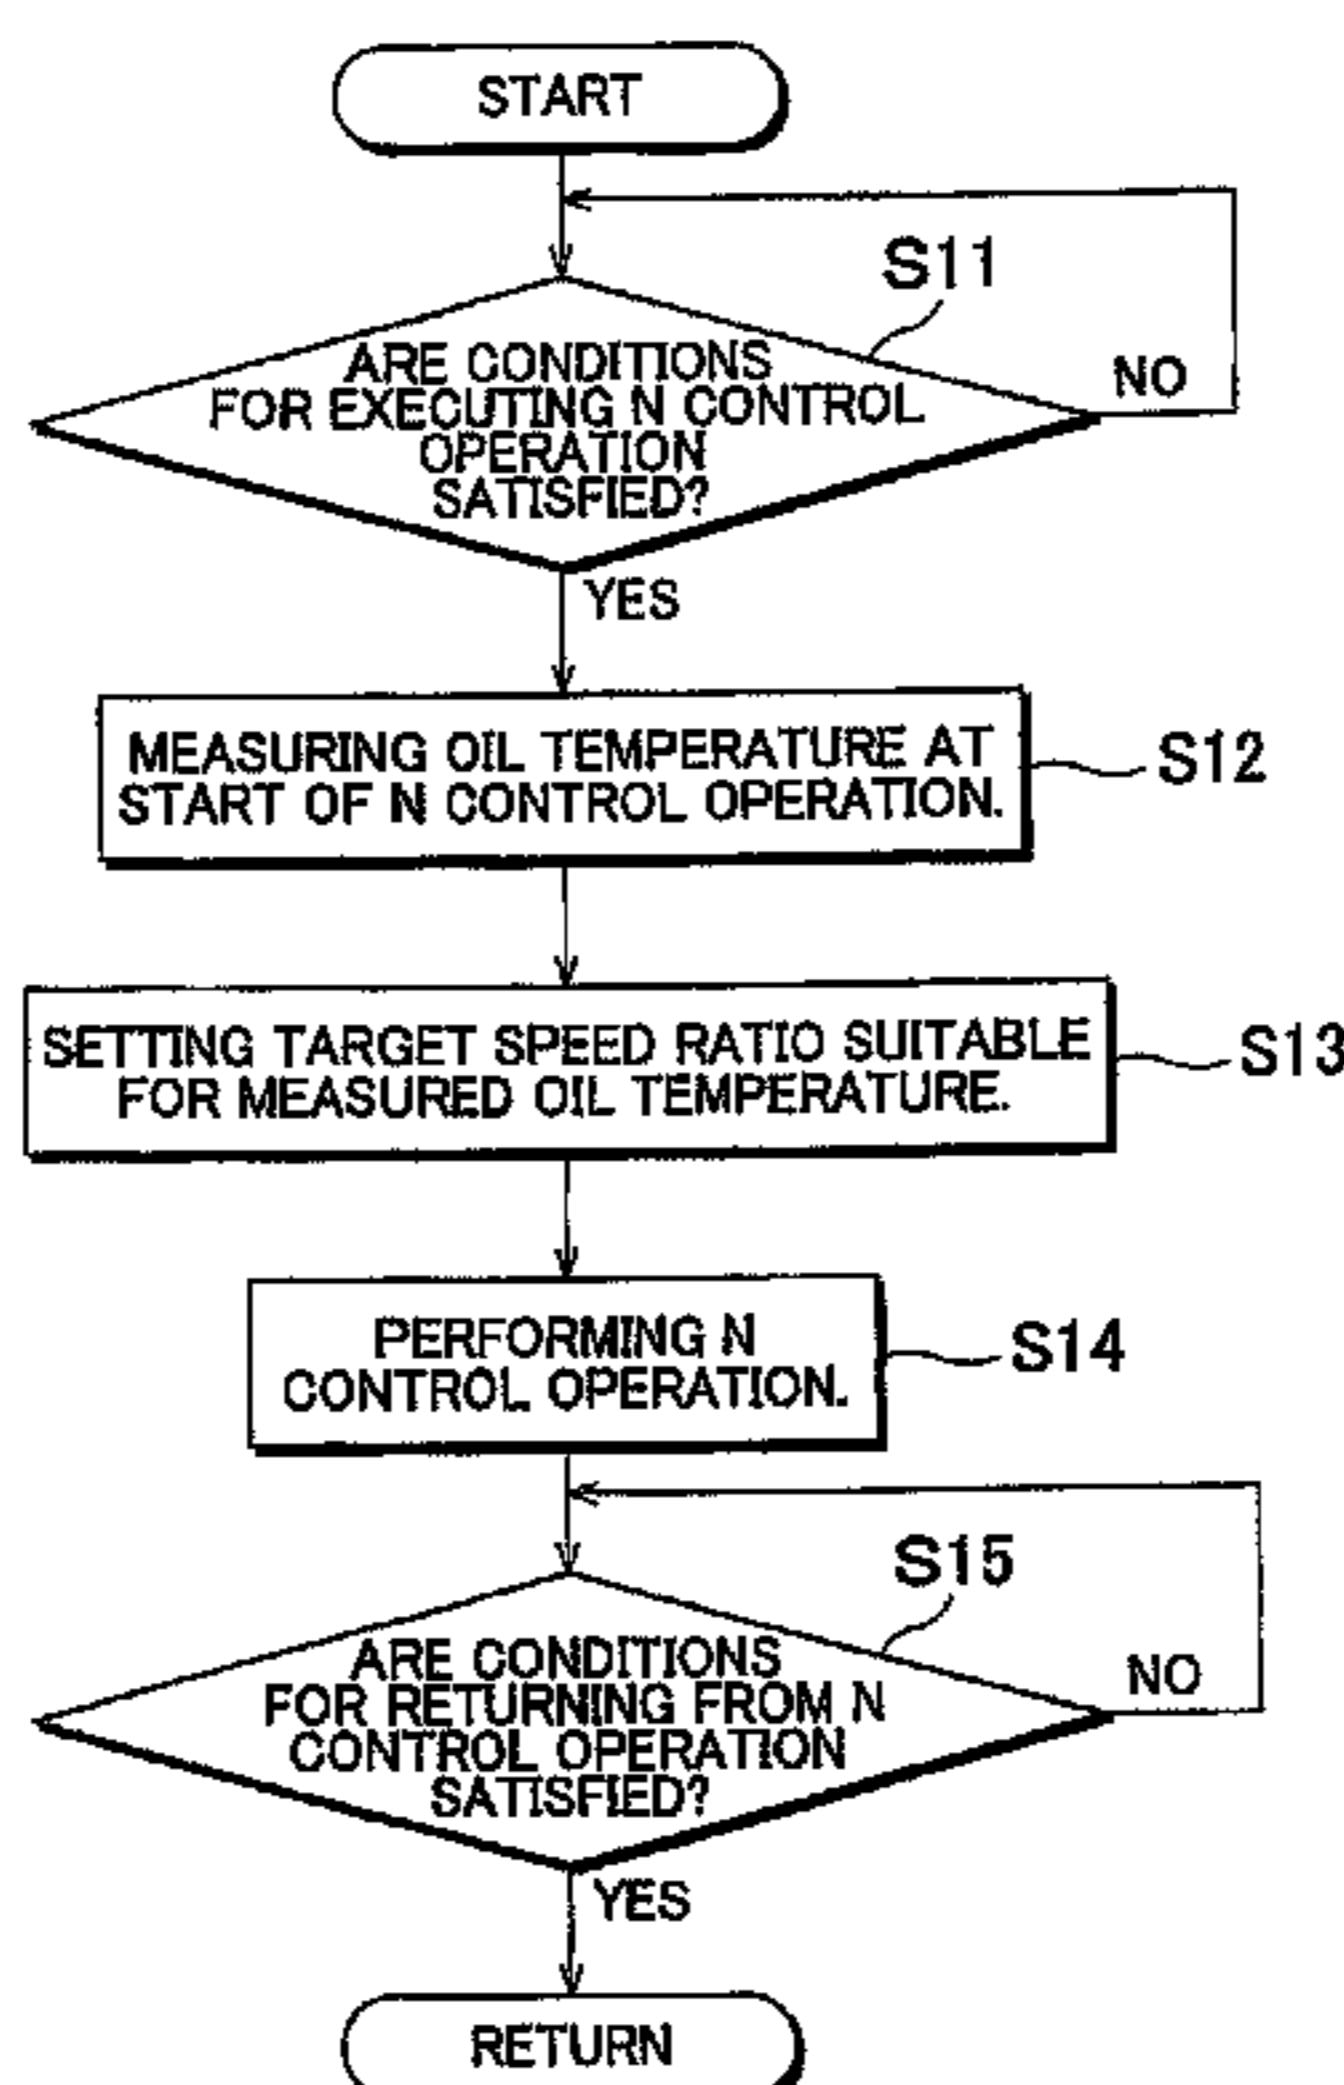 START
S11
ARE CONDITIONS
FOR EXECUTING N CONTROL
OPERATION
SATISFIED?
NO
YES
MEASURING OIL TEMPERATURE AT
START OF N CONTROL OPERATION.
S12
SETTING TARGET SPEED RATIO SUITABLE
FOR MEASURED OIL TEMPERATURE.
S13
PERFORMING N
CONTROL OPERATION.
S14
S15
ARE CONDITIONS
FOR RETURNING FROM N
CONTROL OPERATION
SATISFIED?
NO
YES
RETURN